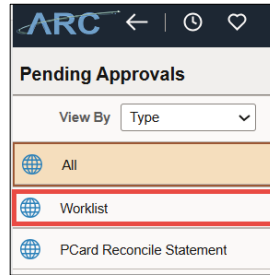 ARC
Pending Approvals
View By Type
All
Worklist
PCard Reconcile Statement